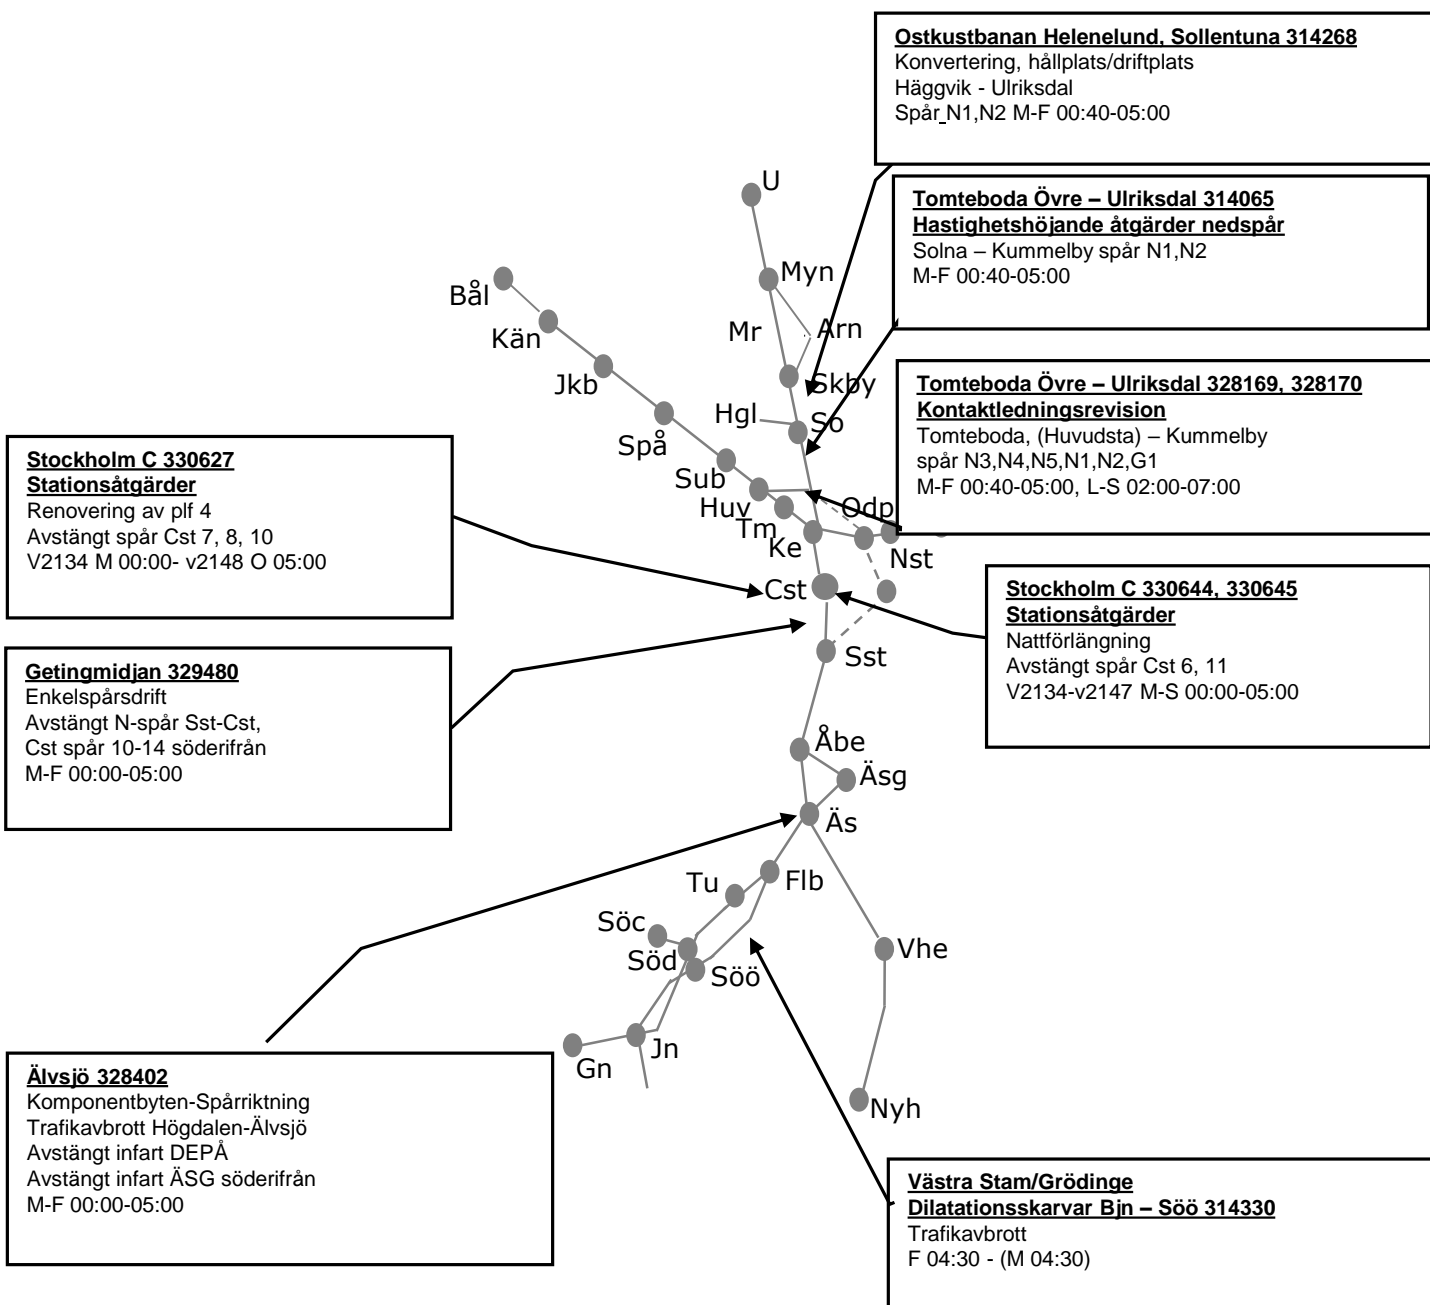 Ostkustbanan Helenelund, Sollentuna 314268
Konvertering, hållplats/driftplats
Häggvik - Ulriksdal
Spår N1,N2 M-F 00:40-05:00
Tomteboda Övre – Ulriksdal 314065
Hastighetshöjande åtgärder nedspår
Solna – Kummelby spår N1,N2
M-F 00:40-05:00
Tomteboda Övre – Ulriksdal 328169, 328170
Kontaktledningsrevision
Tomteboda, (Huvudsta) – Kummelby
spår N3,N4,N5,N1,N2,G1
M-F 00:40-05:00, L-S 02:00-07:00
Stockholm C 330627
Stationsåtgärder
Renovering av plf 4
Avstängt spår Cst 7, 8, 10
V2134 M 00:00- v2148 O 05:00
Stockholm C 330644, 330645
Stationsåtgärder
Nattförlängning
Avstängt spår Cst 6, 11
V2134-v2147 M-S 00:00-05:00
Getingmidjan 329480
Enkelspårsdrift
Avstängt N-spår Sst-Cst,
Cst spår 10-14 söderifrån
M-F 00:00-05:00
Älvsjö 328402
Komponentbyten-Spårriktning
Trafikavbrott Högdalen-Älvsjö
Avstängt infart DEPÅ
Avstängt infart ÄSG söderifrån
M-F 00:00-05:00
Västra Stam/Grödinge
Dilatationsskarvar Bjn – Söö 314330
Trafikavbrott
F 04:30 - (M 04:30)
U
Myn
Bål
Kän
Mr
Arn
Jkb
Skby
Hgl
So
Spå
Sub
Huv
Odp
Tm
Ke
Nst
Cst
Sst
Åbe
Äsg
Äs
Flb
Tu
Söc
Söd
Söö
Vhe
Jn
Gn
Nyh